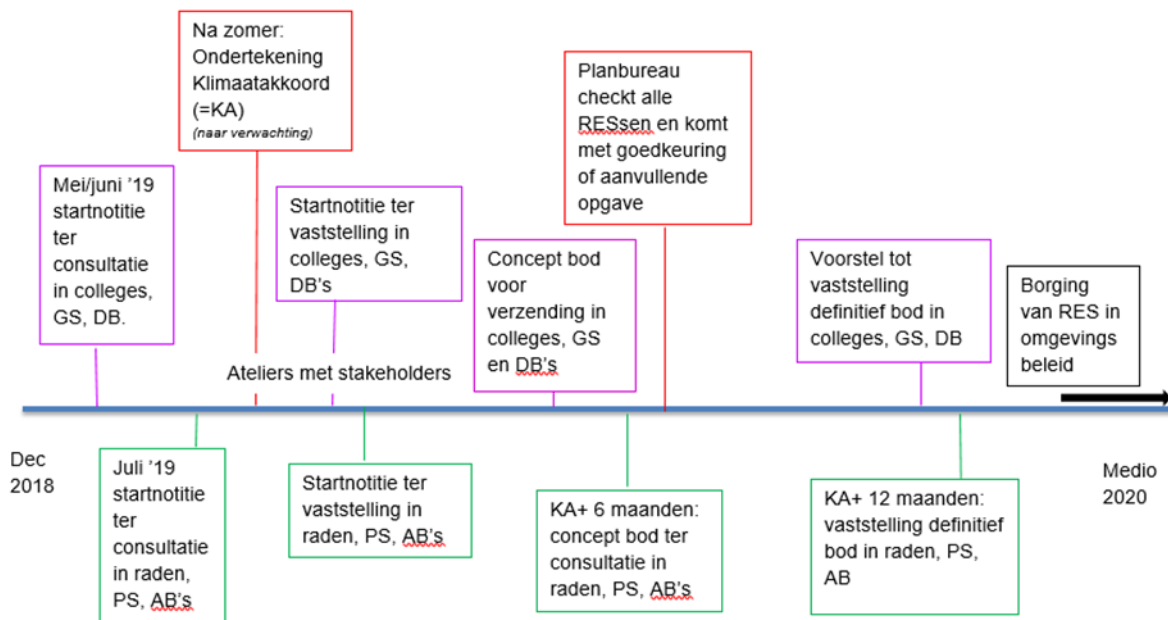 Na zomer:
Ondertekening
Klimaatakkoord
(=KA)
(naar verwachting)
Planbureau
checkt alle
RESsen en komt
met goedkeuring
of aanvullende
opgave
Mei/juni ’19
startnotitie
ter
consultatie
in colleges,
GS, DB.
Startnotitie ter
vaststelling in
colleges, GS,
DB’s
Concept bod
voor
verzending in
colleges, GS
en DB’s
Voorstel tot
vaststelling
definitief bod in
colleges, GS, DB
Borging
van RES in
omgevings
beleid
Ateliers met stakeholders
Dec
2018
Juli ’19
startnotitie
ter
consultatie
in raden,
PS, AB’s
Startnotitie ter
vaststelling in
raden, PS, AB’s
KA+ 6 maanden:
concept bod ter
consultatie in
raden, PS, AB’s
KA+ 12 maanden:
vaststelling definitief
bod in raden, PS,
AB
Medio
2020